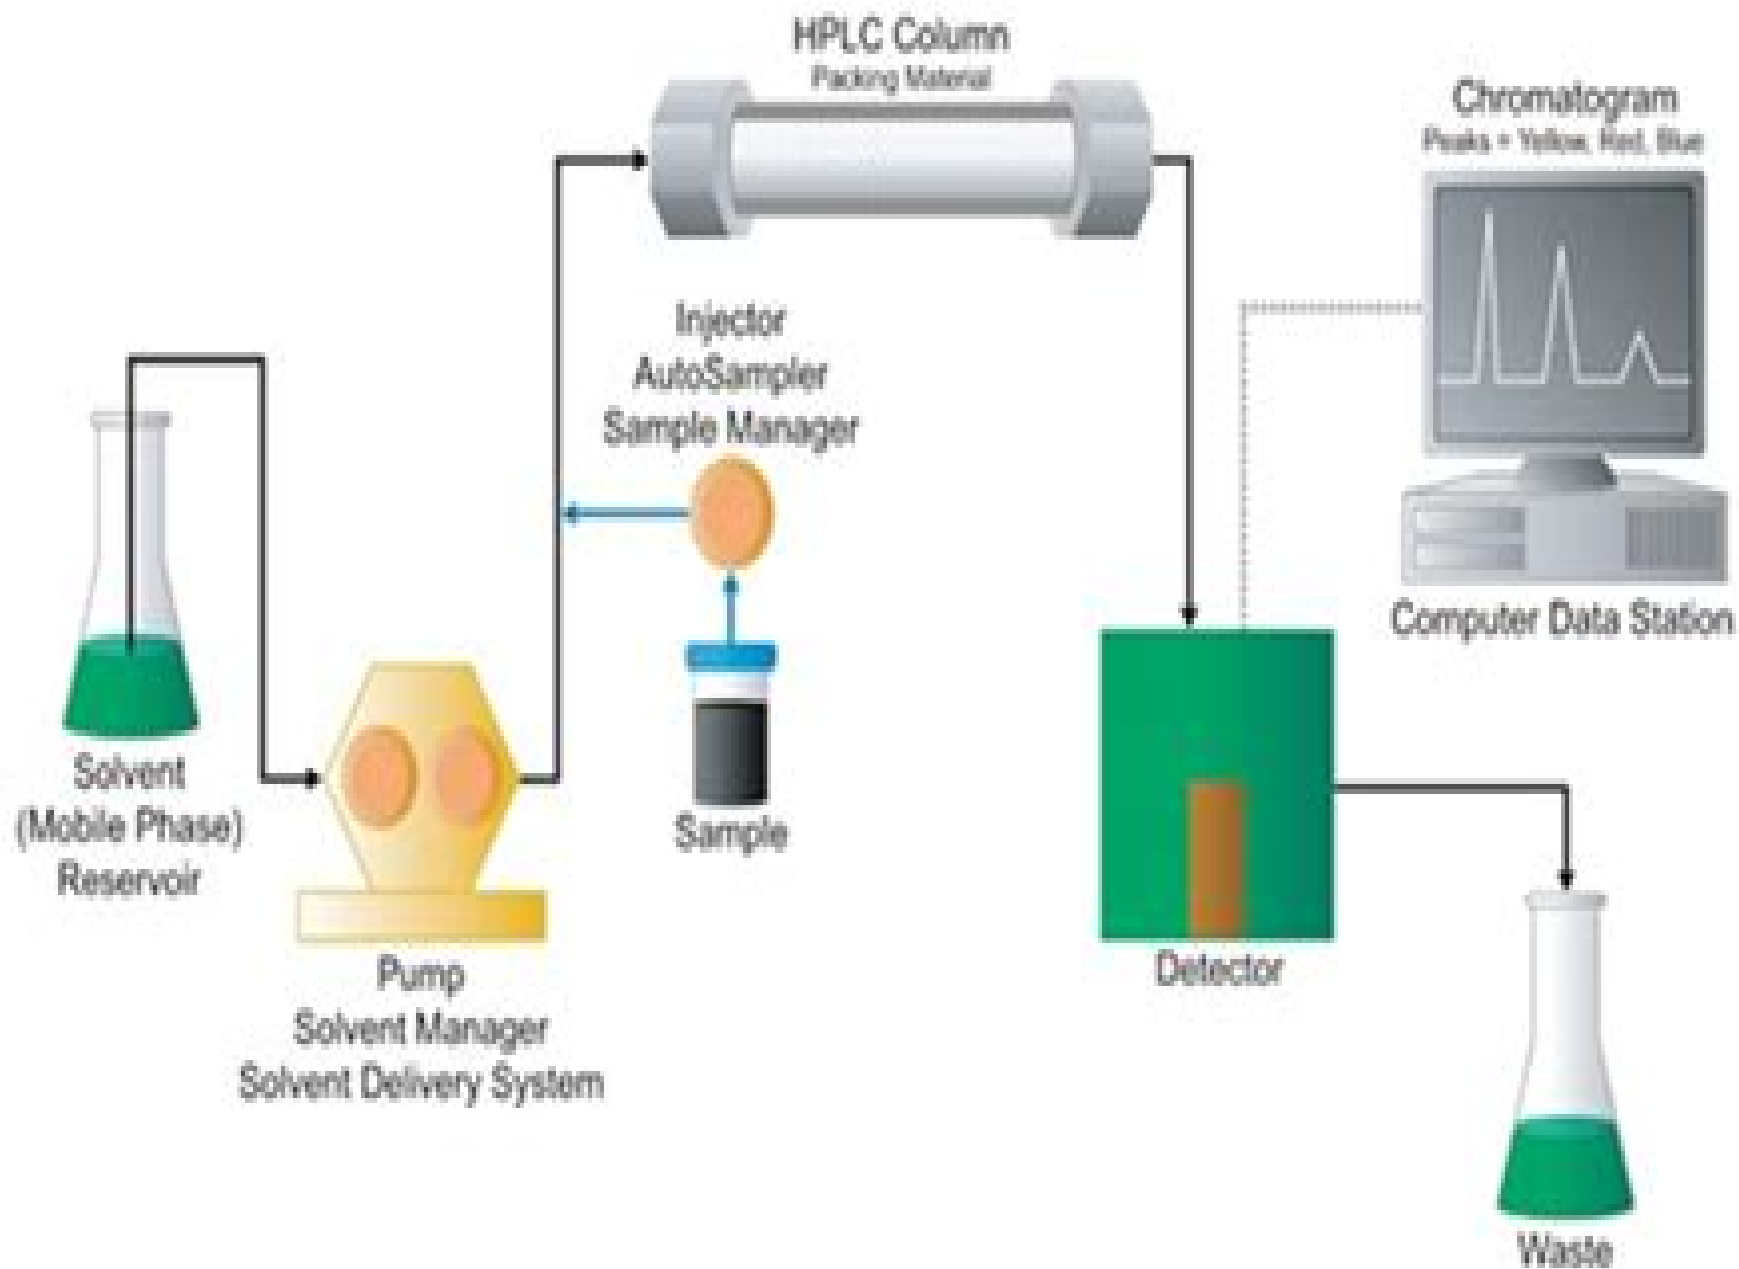 HPLC Column
Packing Material
Chromatogram
Peaks = Yellow, Red, Blue
Injector
AutoSampler
Sample Manager
Computer Data Station
Solvent
(Mobile Phase)
Reservoir
Sample
Pump
Solvent Manager
Solvent Delivery System
Detector
Waste